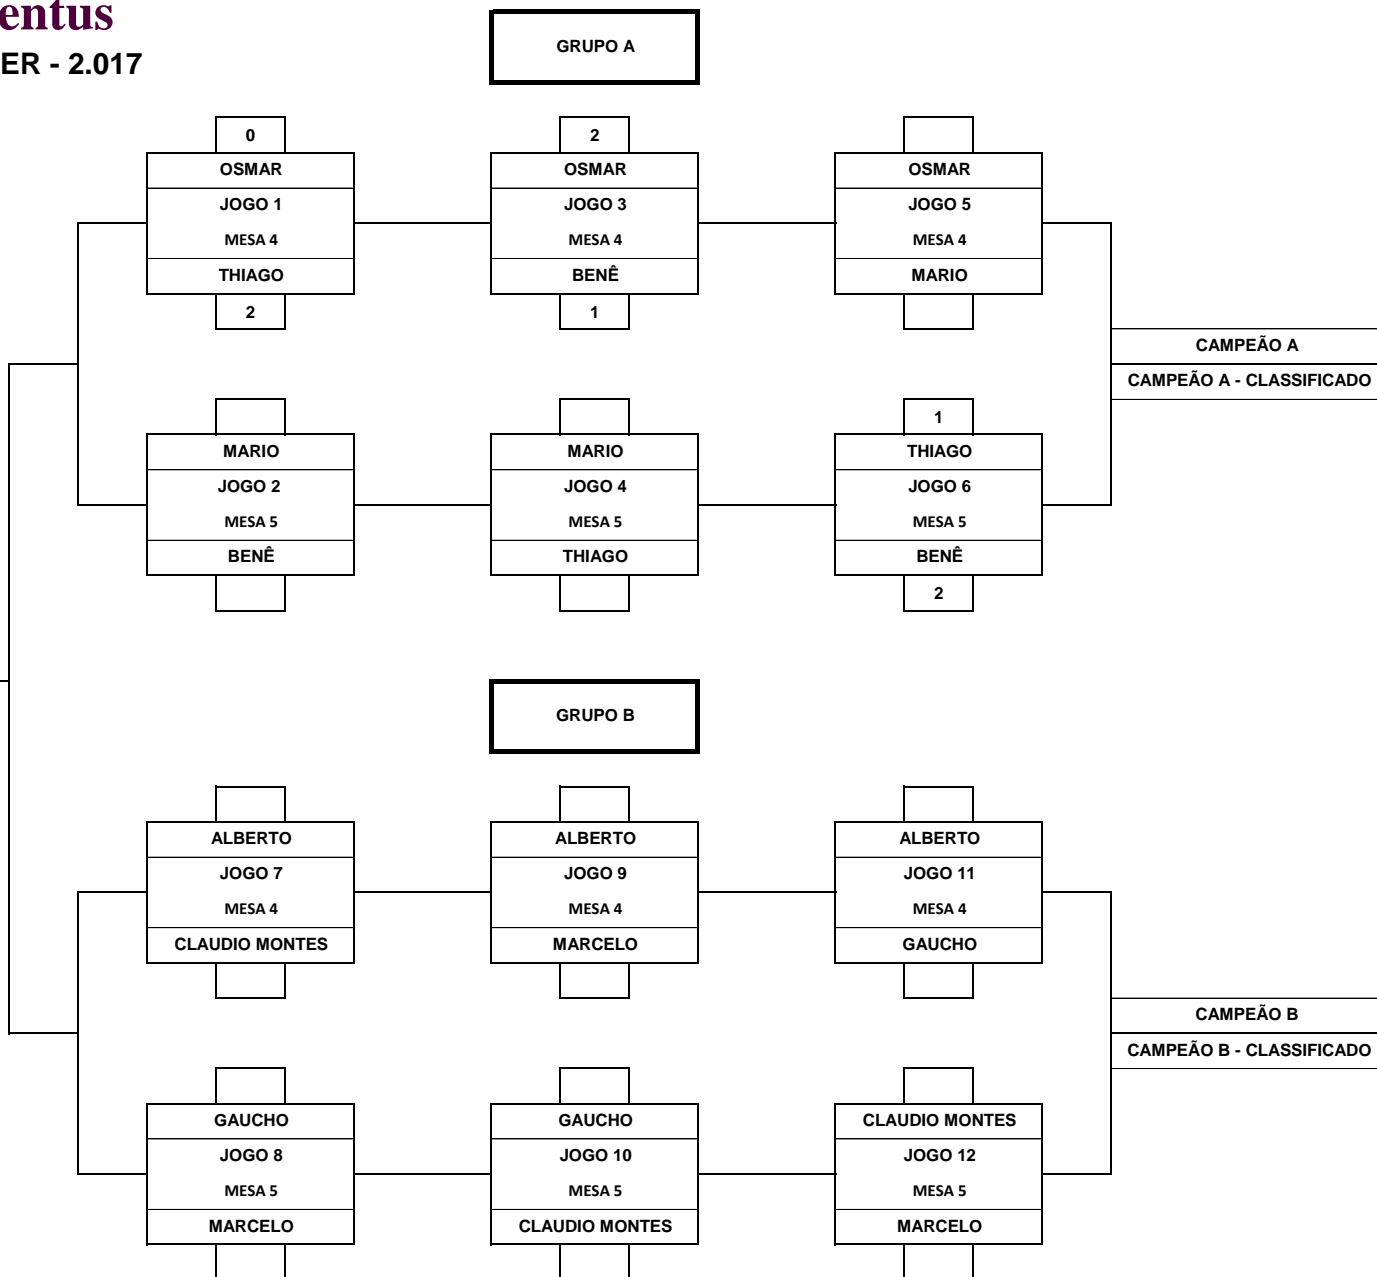 entus
ER - 2.017
GRUPO A
0
2
OSMAR
OSMAR
OSMAR
JOGO 1
JOGO 3
JOGO 5
MESA 4
MESA 4
MESA 4
THIAGO
BENÊ
MARIO
2
1
CAMPEÃO A
CAMPEÃO A - CLASSIFICADO
1
MARIO
MARIO
THIAGO
JOGO 2
JOGO 4
JOGO 6
MESA 5
MESA 5
MESA 5
BENÊ
THIAGO
BENÊ
2
GRUPO B
ALBERTO
ALBERTO
ALBERTO
JOGO 7
JOGO 9
JOGO 11
MESA 4
MESA 4
MESA 4
CLAUDIO MONTES
MARCELO
GAUCHO
CAMPEÃO B
CAMPEÃO B - CLASSIFICADO
GAUCHO
GAUCHO
CLAUDIO MONTES
JOGO 8
JOGO 10
JOGO 12
MESA 5
MESA 5
MESA 5
MARCELO
CLAUDIO MONTES
MARCELO